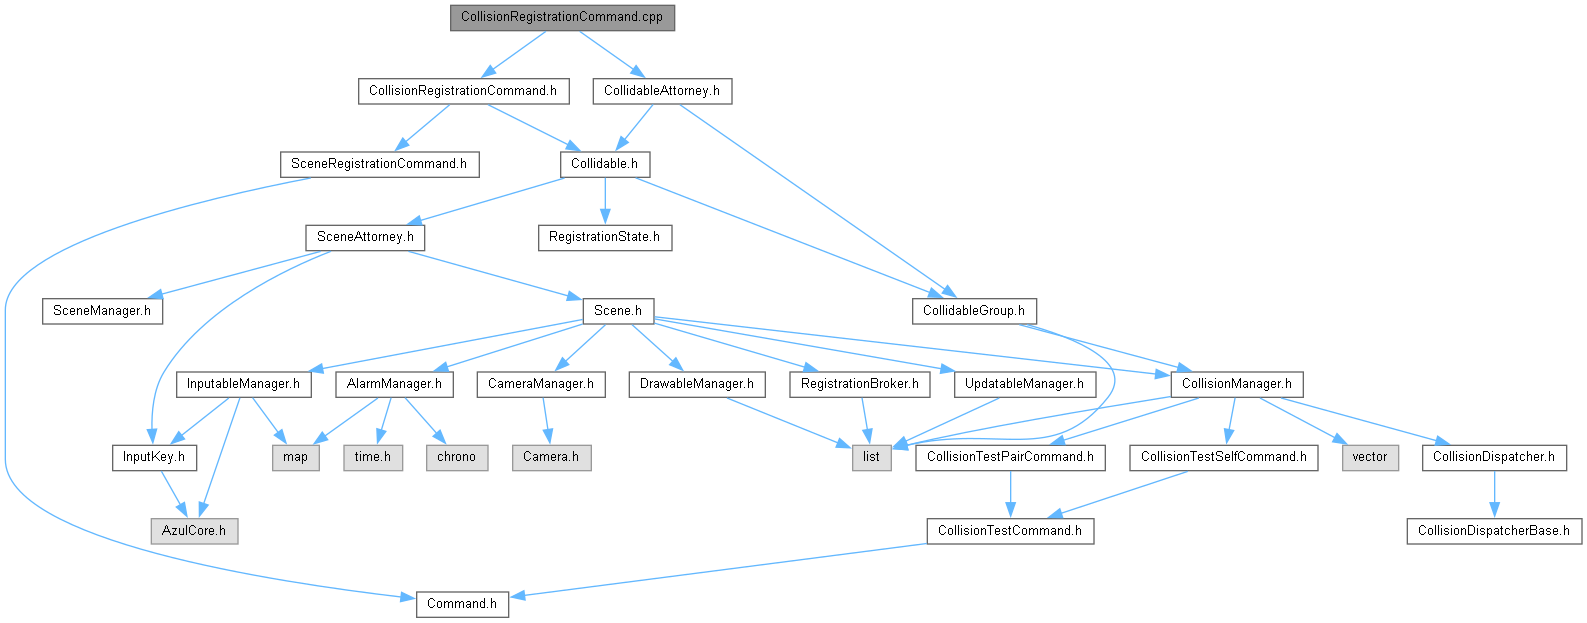 CollisionRegistrationCommand.cpp
CollisionRegistrationCommand.h
CollidableAttorney.h
SceneRegistrationCommand.h
Collidable.h
SceneAttorney.h
RegistrationState.h
SceneManager.h
Scene.h
CollidableGroup.h
InputableManager.h
AlarmManager.h
CameraManager.h
DrawableManager.h
RegistrationBroker.h
UpdatableManager.h
CollisionManager.h
InputKey.h
map
time.h
chrono
Camera.h
list
CollisionTestPairCommand.h
CollisionTestSelfCommand.h
vector
CollisionDispatcher.h
AzulCore.h
CollisionTestCommand.h
CollisionDispatcherBase.h
Command.h